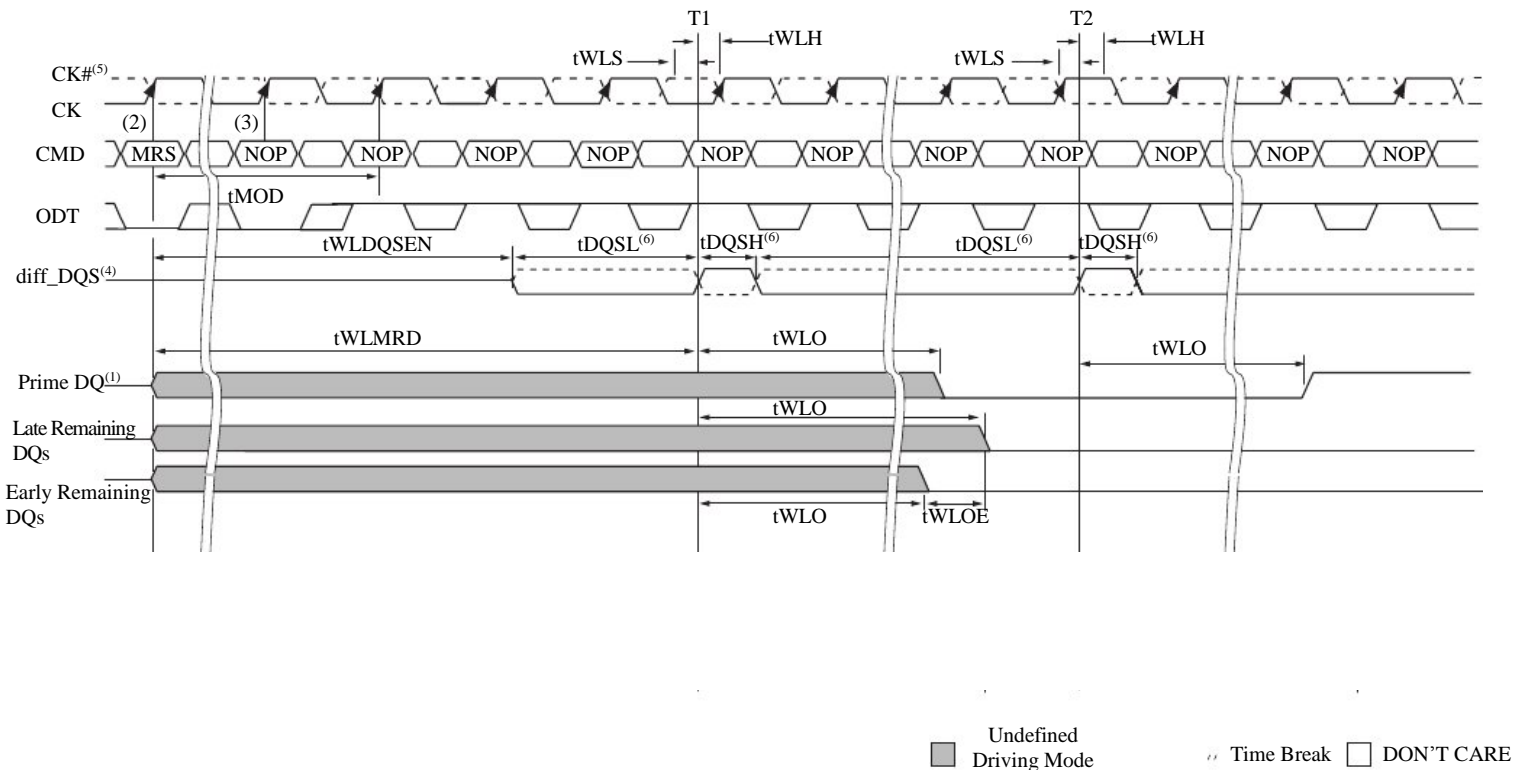 T1 T2
tWLH tWLH
tWLS tWLS
CK#(5)
CK
(2) (3)
CMD MRS NOP NOP NOP NOP NOP NOP NOP NOP NOP NOP NOP
tMOD
ODT
tWLDQSEN tDQSL(6) tDQSH(6) tDQSL(6) tDQSH(6)
diff_DQS(4)
tWLMRD tWLO
tWLO
Prime DQ(1)
tWLO
Late Remaining
DQs
Early Remaining
DQs
tWLO tWLOE
Undefined
Driving Mode
Time Break
DON'T CARE